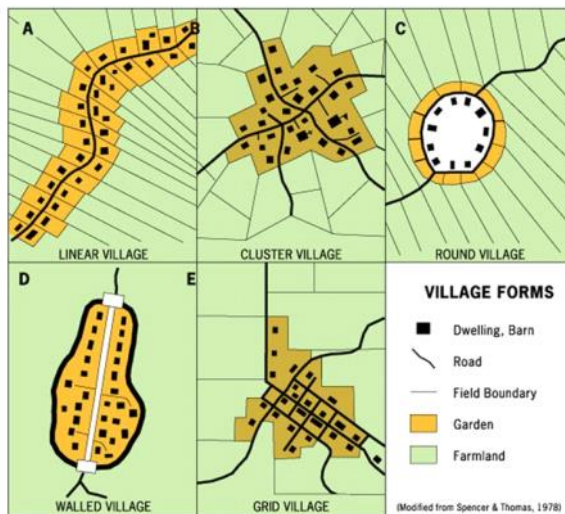 A
B
C
LINEAR VILLAGE
CLUSTER VILLAGE
ROUND VILLAGE
D
E
WALLED VILLAGE
GRID VILLAGE
VILLAGE FORMS
Dwelling, Barn
Road
Field Boundary
Garden
Farmland
(Modified from Spencer & Thomas, 1978)